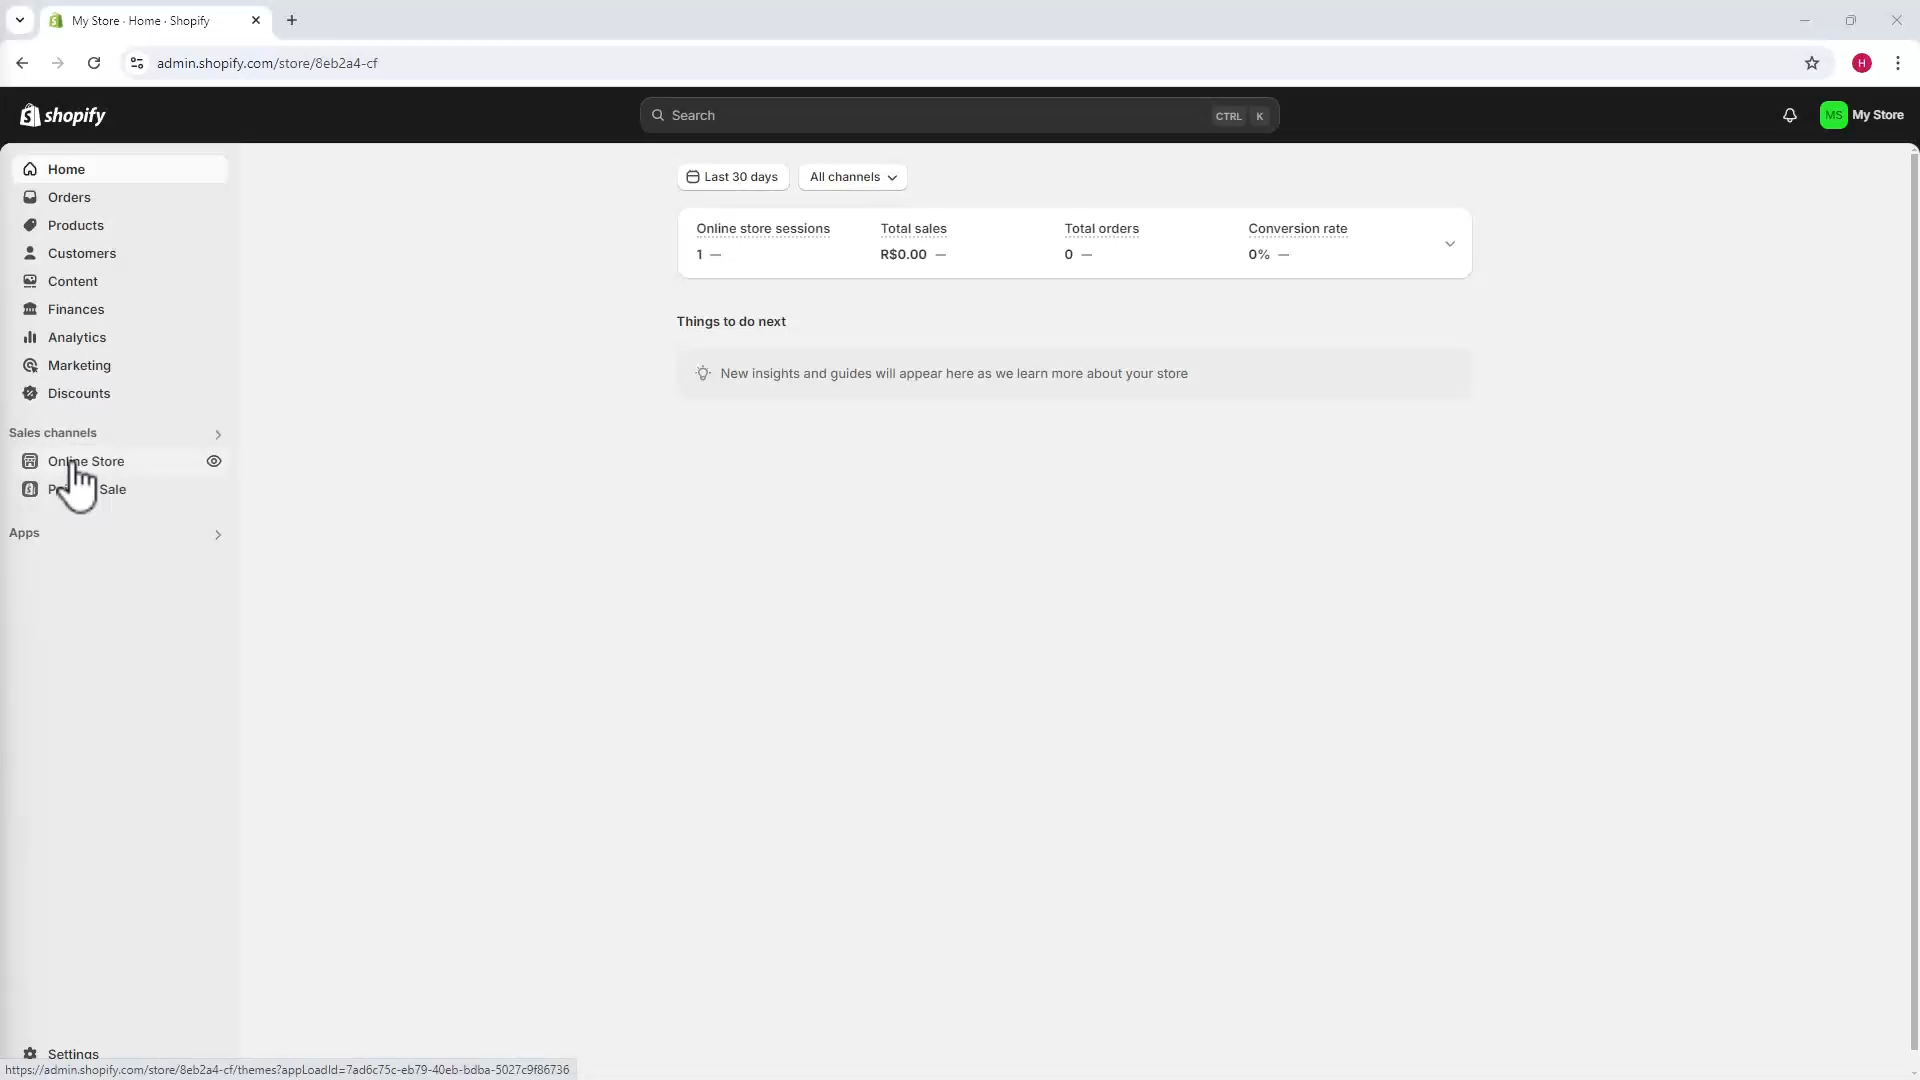 My Store · Home · Shopify
admin.shopify.com/store/8eb2a4-cf
H
shopify
Search
CTRL K
MS My Store
Home
Orders
Products
Customers
Content
Finances
Analytics
Marketing
Discounts
Sales channels
Online Store
Sale
Apps
Settings
Last 30 days
All channels
Online store sessions
1 —
Total sales
R$0.00 —
Total orders
0 —
Conversion rate
0% —
Things to do next
New insights and guides will appear here as we learn more about your store
https://admin.shopify.com/store/8eb2a4-cf/themes?appLoadId=7ad6c75c-eb79-40eb-bdba-5027c9f86736